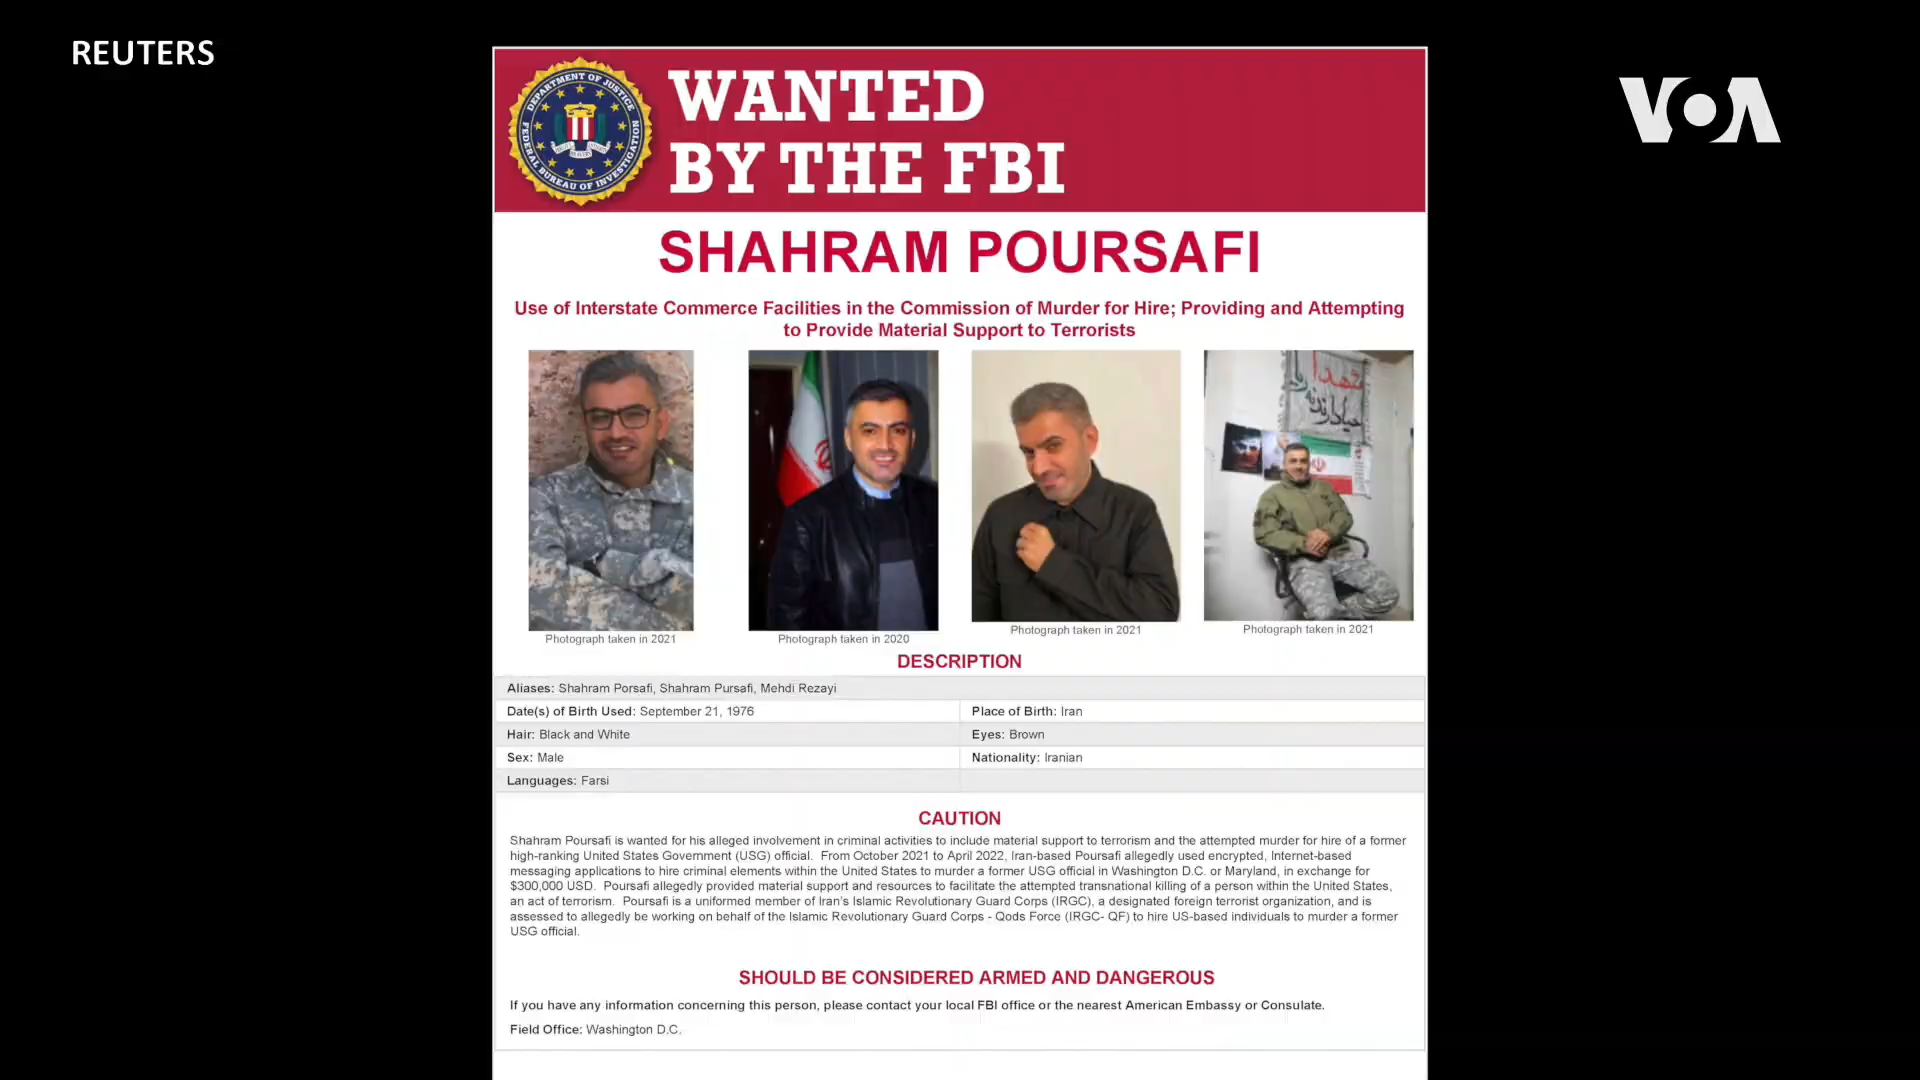 REUTERS
VOA
DEPARTMENT OF JUSTICE
FEDERAL BUREAU OF INVESTIGATION
WANTED
BY THE FBI
SHAHRAM POURSAFI
Use of Interstate Commerce Facilities in the Commission of Murder for Hire; Providing and Attempting
to Provide Material Support to Terrorists
شهدا
Photograph taken in 2021
Photograph taken in 2020
Photograph taken in 2021
Photograph taken in 2021
DESCRIPTION
Aliases: Shahram Porsafi, Shahram Pursafi, Mehdi Rezayi
Date(s) of Birth Used: September 21, 1976
Place of Birth: Iran
Hair: Black and White
Eyes: Brown
Sex: Male
Nationality: Iranian
Languages: Farsi
CAUTION
Shahram Poursafi is wanted for his alleged involvement in criminal activities to include material support to terrorism and the attempted murder for hire of a former
high-ranking United States Government (USG) official. From October 2021 to April 2022, Iran-based Poursafi allegedly used encrypted, Internet-based
messaging applications to hire criminal elements within the United States to murder a former USG official in Washington D.C. or Maryland, in exchange for
$300,000 USD. Poursafi allegedly provided material support and resources to facilitate the attempted transnational killing of a person within the United States,
an act of terrorism. Poursafi is a uniformed member of Iran's Islamic Revolutionary Guard Corps (IRGC), a designated foreign terrorist organization, and is
assessed to allegedly be working on behalf of the Islamic Revolutionary Guard Corps - Qods Force (IRGC- QF) to hire US-based individuals to murder a former
USG official.
SHOULD BE CONSIDERED ARMED AND DANGEROUS
If you have any information concerning this person, please contact your local FBI office or the nearest American Embassy or Consulate.
Field Office: Washington D.C.